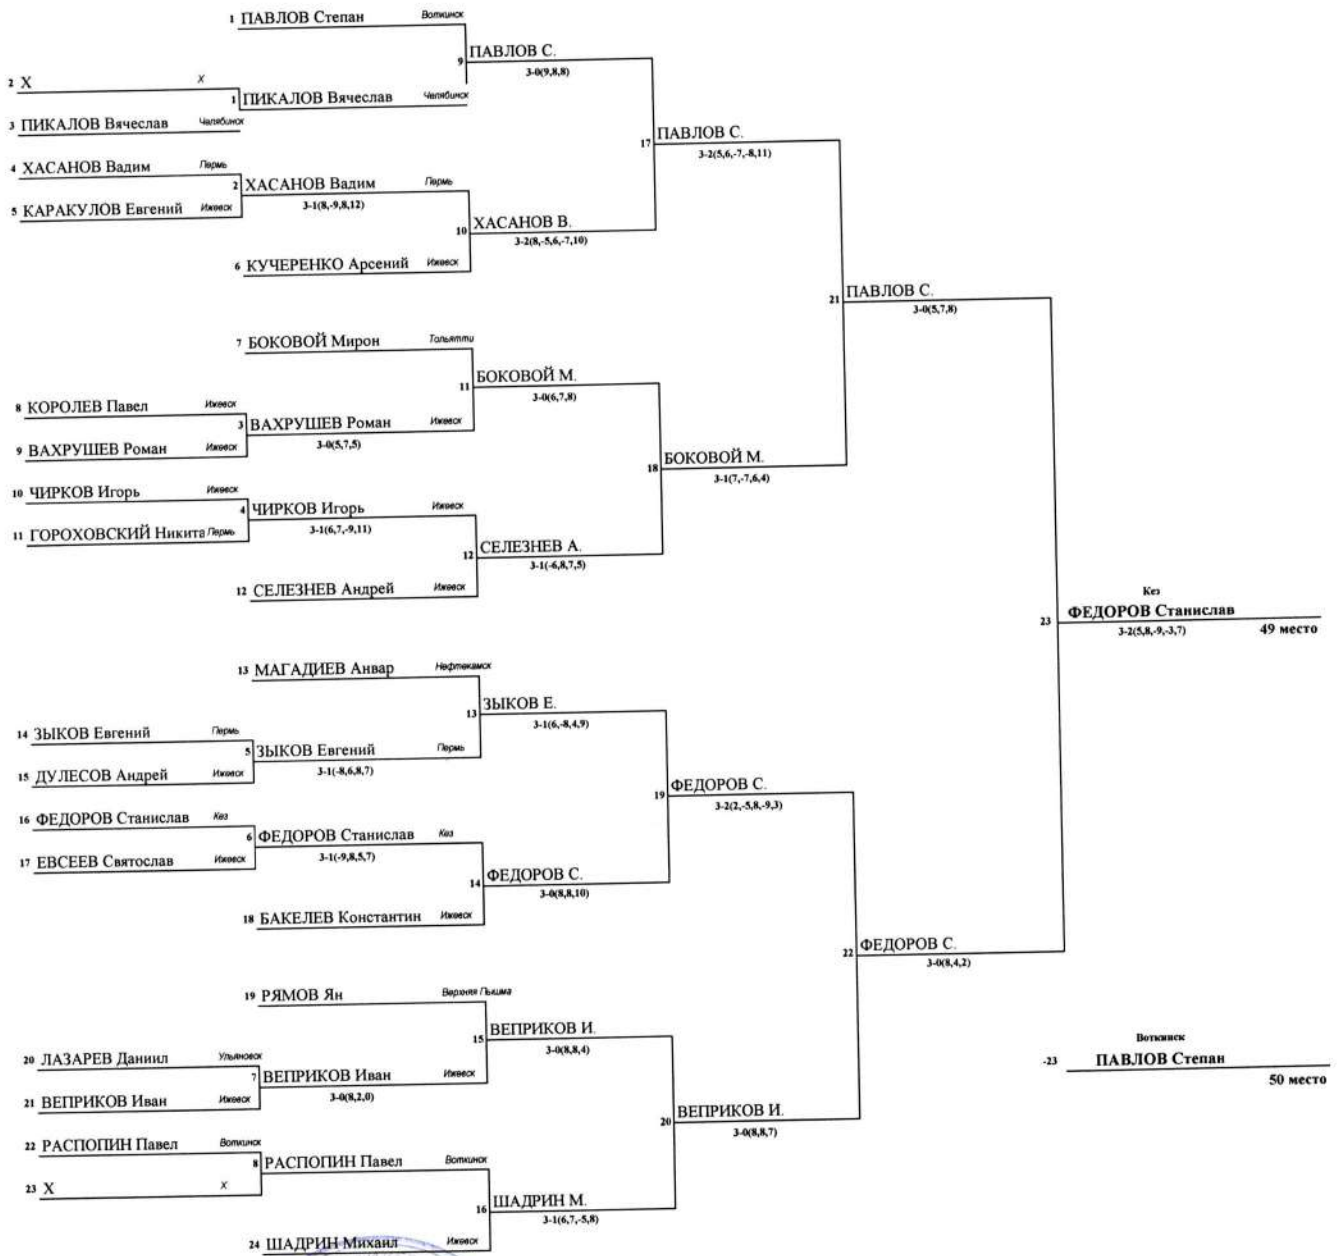 1 ПАВЛОВ Степан Воткинск
9 ПАВЛОВ С.
3-0(9,8,8)
2 X X
1 ПИКАЛОВ Вячеслав Челябинск
3 ПИКАЛОВ Вячеслав Челябинск
17 ПАВЛОВ С.
3-2(5,6,-7,-8,11)
4 ХАСАНОВ Вадим Пермь
2 ХАСАНОВ Вадим Пермь
3-1(8,-9,8,12)
5 КАРАКУЛОВ Евгений Ижевск
10 ХАСАНОВ В.
3-2(8,-5,6,-7,10)
6 КУЧЕРЕНКО Арсений Ижевск
21 ПАВЛОВ С.
3-0(5,7,8)
7 БОКОВОЙ Мирон Тольятти
11 БОКОВОЙ М.
3-0(6,7,8)
8 КОРОЛЕВ Павел Ижевск
3 ВАХРУШЕВ Роман Ижевск
3-0(5,7,5)
9 ВАХРУШЕВ Роман Ижевск
18 БОКОВОЙ М.
3-1(7,-7,6,4)
10 ЧИРКОВ Игорь Ижевск
4 ЧИРКОВ Игорь Ижевск
3-1(6,7,-9,11)
11 ГОРОХОВСКИЙ Никита Пермь
12 СЕЛЕЗНЕВ А.
3-1(-6,8,7,5)
12 СЕЛЕЗНЕВ Андрей Ижевск
Кез
23 ФЕДОРОВ Станислав
3-2(5,8,-9,-3,7) 49 место
13 МАГАДИЕВ Анвар Нефтекамск
13 ЗЫКОВ Е.
3-1(6,-8,4,9)
14 ЗЫКОВ Евгений Пермь
5 ЗЫКОВ Евгений Пермь
3-1(-8,6,8,7)
15 ДУЛЕСОВ Андрей Ижевск
19 ФЕДОРОВ С.
3-2(2,-5,8,-9,3)
16 ФЕДОРОВ Станислав Кез
6 ФЕДОРОВ Станислав Кез
3-1(-9,8,5,7)
17 ЕВСЕЕВ Святослав Ижевск
14 ФЕДОРОВ С.
3-0(8,8,10)
18 БАКЕЛЕВ Константин Ижевск
22 ФЕДОРОВ С.
3-0(8,4,2)
19 РЯМОВ Ян Верхняя Пышма
15 ВЕПРИКОВ И.
3-0(8,8,4)
20 ЛАЗАРЕВ Даниил Ульяновск
7 ВЕПРИКОВ Иван Ижевск
3-0(8,2,0)
21 ВЕПРИКОВ Иван Ижевск
Воткинск
-23 ПАВЛОВ Степан
50 место
20 ВЕПРИКОВ И.
3-0(8,8,7)
22 РАСПОПИН Павел Воткинск
8 РАСПОПИН Павел Воткинск
23 X X
16 ШАДРИН М.
3-1(6,7,-5,8)
24 ШАДРИН Михаил Ижевск